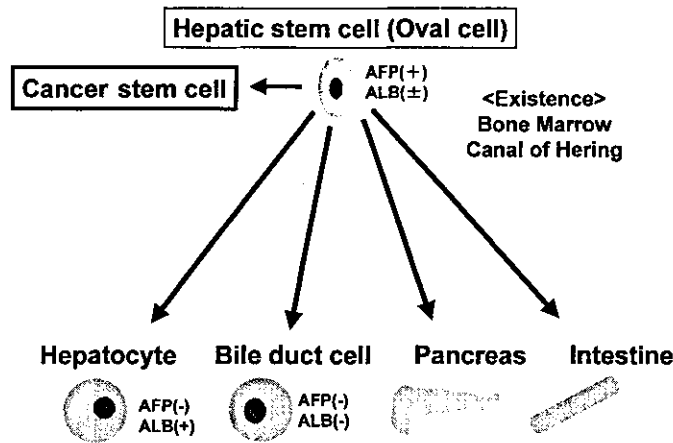 Hepatic stem cell (Oval cell)
AFP(+)
ALB(±)
Cancer stem cell
<Existence>
Bone Marrow
Canal of Hering
Hepatocyte
Bile duct cell
Pancreas
Intestine
AFP(-)
ALB(+)
AFP(-)
ALB(-)